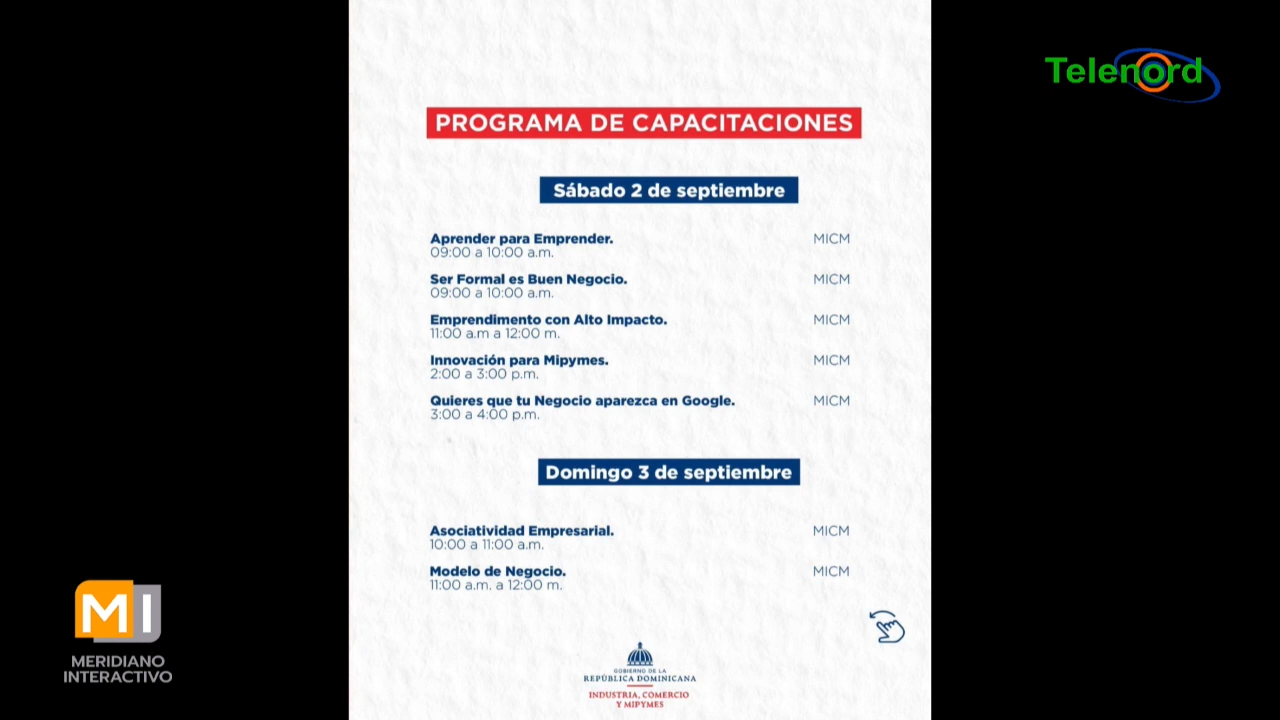 Telenord
PROGRAMA DE CAPACITACIONES
Sábado 2 de septiembre
Aprender para Emprender. MICM
09:00 a 10:00 a.m.
Ser Formal es Buen Negocio. MICM
09:00 a 10:00 a.m.
Emprendimento con Alto Impacto. MICM
11:00 a.m a 12:00 m.
Innovación para Mipymes. MICM
2:00 a 3:00 p.m.
Quieres que tu Negocio aparezca en Google. MICM
3:00 a 4:00 p.m.
Domingo 3 de septiembre
Asociatividad Empresarial. MICM
10:00 a 11:00 a.m.
Modelo de Negocio. MICM
11:00 a.m. a 12:00 m.
MI
MERIDIANO
INTERACTIVO
GOBIERNO DE LA
REPÚBLICA DOMINICANA
INDUSTRIA, COMERCIO
Y MIPYMES